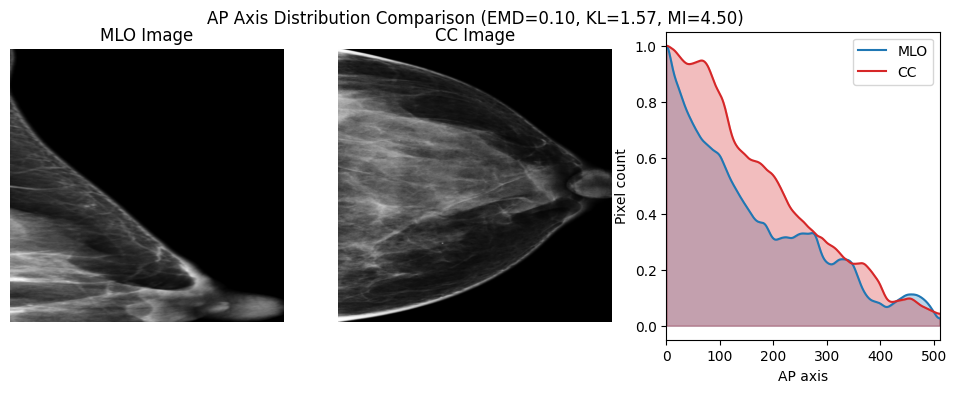 AP Axis Distribution Comparison (EMD=0.10, KL=1.57, MI=4.50)
MLO Image
CC Image
MLO
CC
Pixel count
1.0
0.8
0.6
0.4
0.2
0.0
0 100 200 300 400 500
AP axis